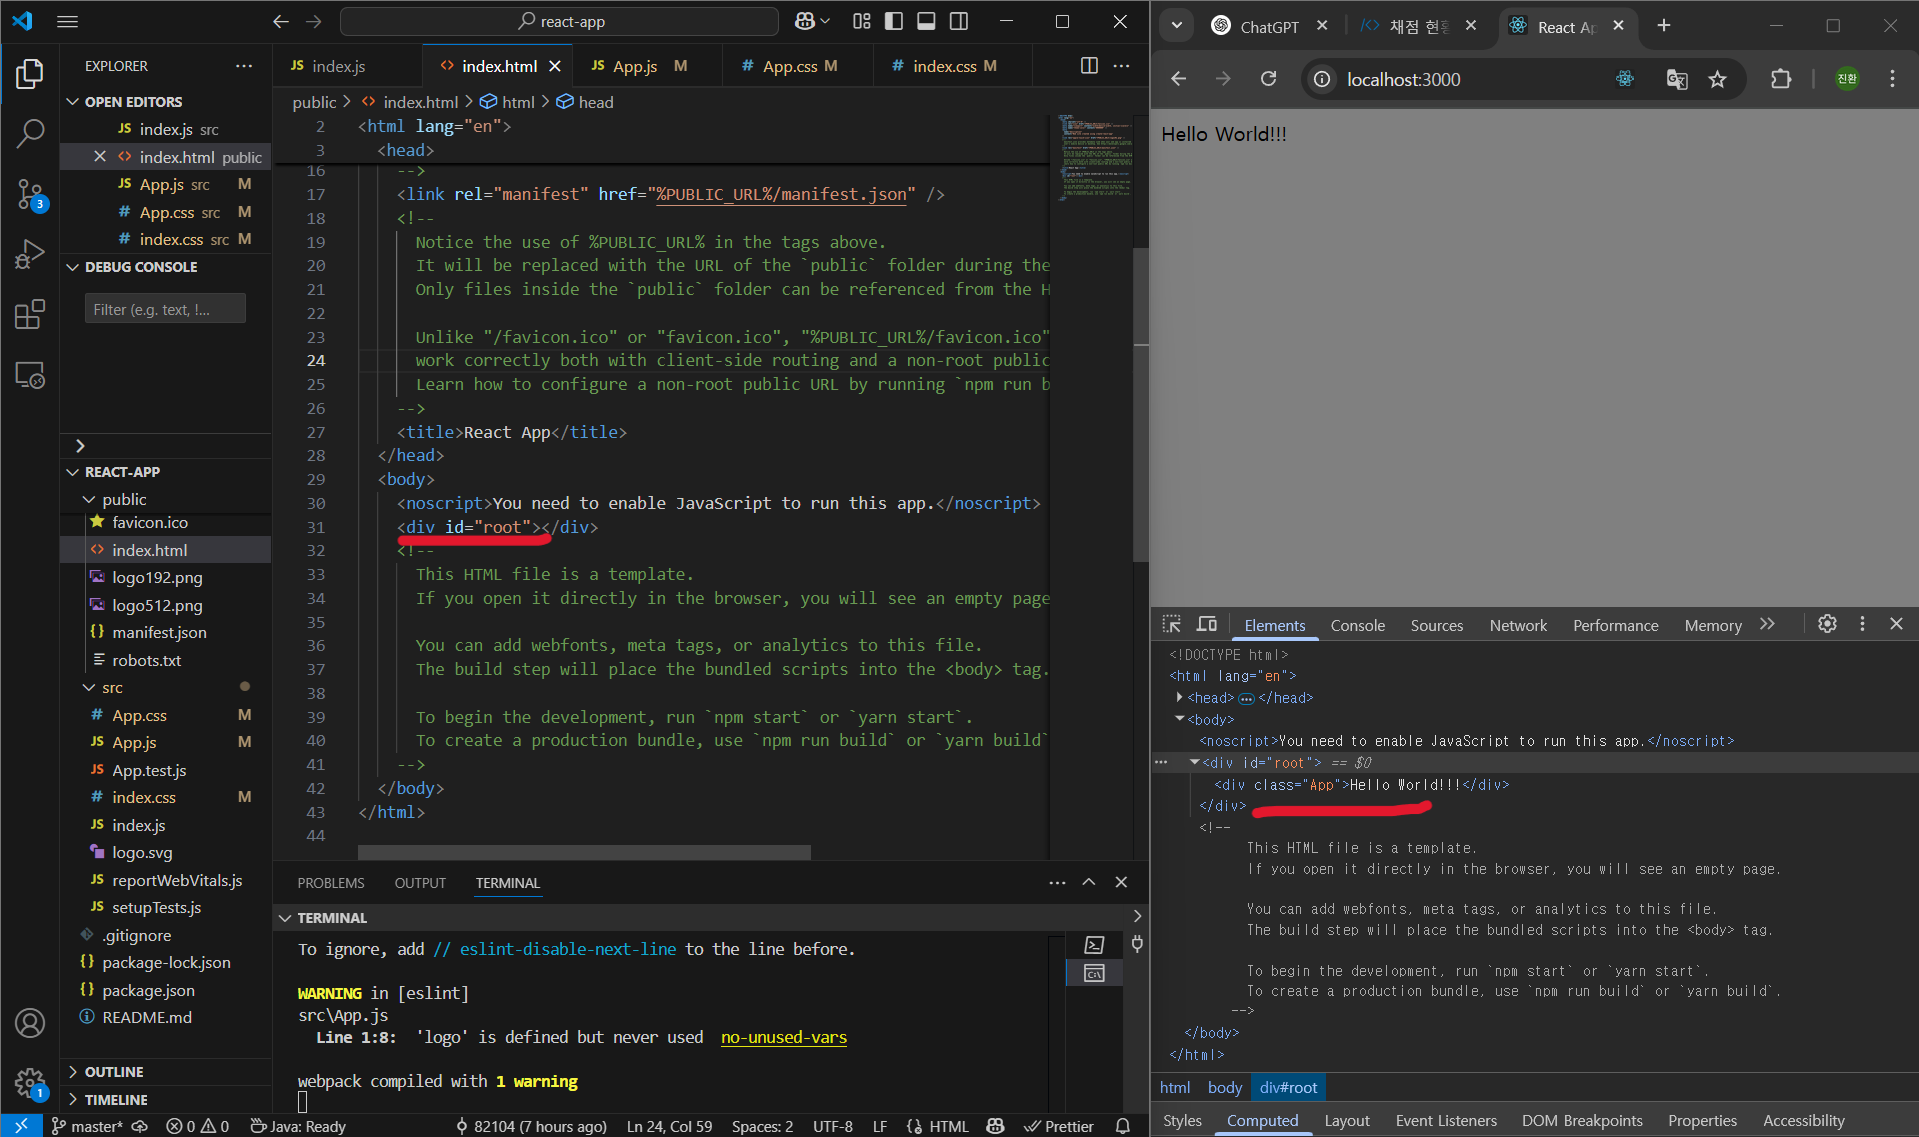 react-app
EXPLORER
OPEN EDITORS
JS index.js src
index.html public
JS App.js src M
# App.css src M
# index.css src M
DEBUG CONSOLE
Filter (e.g. text, !...
REACT-APP
public
favicon.ico
index.html
logo192.png
logo512.png
{} manifest.json
robots.txt
src
# App.css M
JS App.js M
JS App.test.js
# index.css M
JS index.js
logo.svg
JS reportWebVitals.js
JS setupTests.js
.gitignore
{} package-lock.json
{} package.json
README.md
OUTLINE
TIMELINE
3
1
JS index.js
index.html
JS App.js M
# App.css M
# index.css M
public > index.html > html > head
2 <html lang="en">
3 <head>
16 -->
17 <link rel="manifest" href="%PUBLIC_URL%/manifest.json" />
18 <!--
19 Notice the use of %PUBLIC_URL% in the tags above.
20 It will be replaced with the URL of the `public` folder during the
21 Only files inside the `public` folder can be referenced from the H
22
23 Unlike "/favicon.ico" or "favicon.ico", "%PUBLIC_URL%/favicon.ico"
24 work correctly both with client-side routing and a non-root public
25 Learn how to configure a non-root public URL by running `npm run b
26 -->
27 <title>React App</title>
28 </head>
29 <body>
30 <noscript>You need to enable JavaScript to run this app.</noscript>
31 <div id="root"></div>
32 <!--
33 This HTML file is a template.
34 If you open it directly in the browser, you will see an empty page
35
36 You can add webfonts, meta tags, or analytics to this file.
37 The build step will place the bundled scripts into the <body> tag.
38
39 To begin the development, run `npm start` or `yarn start`.
40 To create a production bundle, use `npm run build` or `yarn build`
41 -->
42 </body>
43 </html>
44
PROBLEMS OUTPUT TERMINAL
TERMINAL
To ignore, add // eslint-disable-next-line to the line before.
WARNING in [eslint]
src\App.js
Line 1:8: 'logo' is defined but never used no-unused-vars
webpack compiled with 1 warning
master* 0 0 Java: Ready 82104 (7 hours ago) Ln 24, Col 59 Spaces: 2 UTF-8 LF {} HTML Prettier
ChatGPT
채점 현
React Ap
localhost:3000
진환
Hello World!!!
Elements Console Sources Network Performance Memory
<!DOCTYPE html>
<html lang="en">
<head> </head>
<body>
<noscript>You need to enable JavaScript to run this app.</noscript>
<div id="root"> == $0
<div class="App">Hello World!!!</div>
</div>
<!--
This HTML file is a template.
If you open it directly in the browser, you will see an empty page.
You can add webfonts, meta tags, or analytics to this file.
The build step will place the bundled scripts into the <body> tag.
To begin the development, run `npm start` or `yarn start`.
To create a production bundle, use `npm run build` or `yarn build`.
-->
</body>
</html>
html body div#root
Styles Computed Layout Event Listeners DOM Breakpoints Properties Accessibility